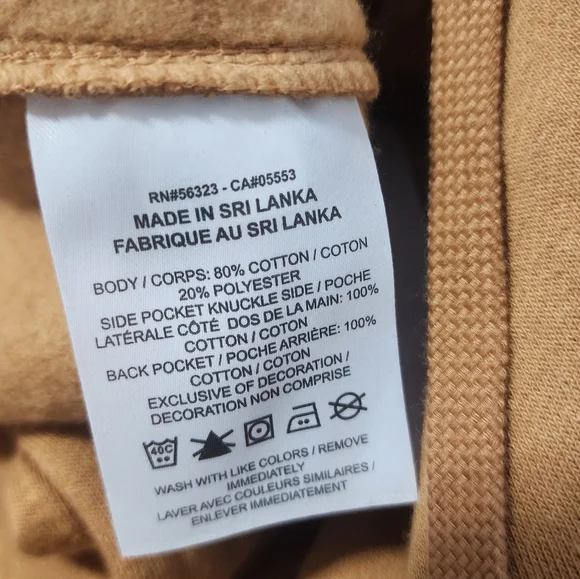 RN#56323 - CA#05553
MADE IN SRI LANKA
FABRIQUE AU SRI LANKA
BODY / CORPS: 80% COTTON / COTON
20% POLYESTER
SIDE POCKET KNUCKLE SIDE / POCHE
LATÉRALE CÔTÉ DOS DE LA MAIN: 100%
COTTON / COTON
BACK POCKET / POCHE ARRIÈRE: 100%
COTTON / COTON
EXCLUSIVE OF DECORATION /
DECORATION NON COMPRISE
40C
WASH WITH LIKE COLORS / REMOVE
IMMEDIATELY
LAVER AVEC COULEURS SIMILAIRES /
ENLEVER IMMEDIATEMENT